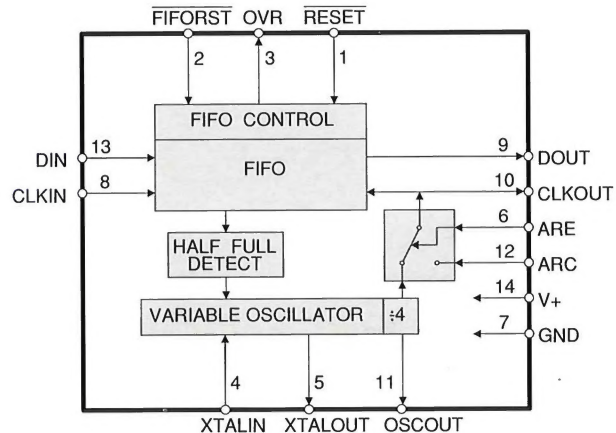 FIFORST OVR RESET
2 3 1
FIFO CONTROL
FIFO
DIN 13
CLKIN 8
9 DOUT
10 CLKOUT
6 ARE
12 ARC
14 V+
7 GND
HALF FULL
DETECT
VARIABLE OSCILLATOR ÷4
4 5 11
XTALIN XTALOUT OSCOUT